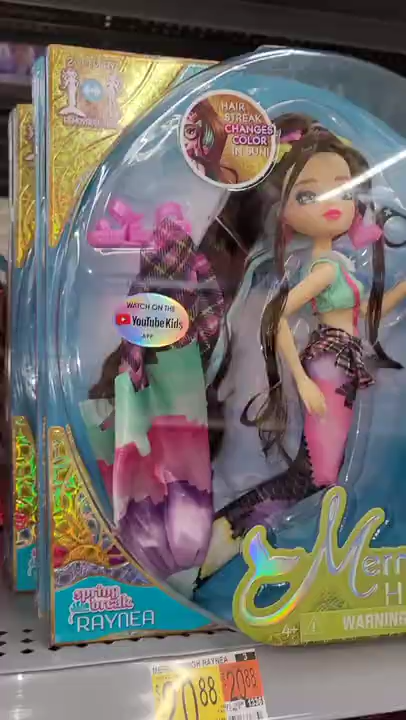 HAIR
STREAK
CHANGES
COLOR
IN SUN!
WATCH ON THE
YouTube Kids
APP
spring
break
RAYNEA
Mer
H
4+
WARNING
RAYNEA
$20.88
$20.88